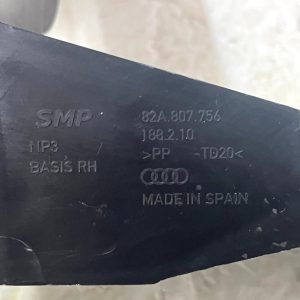 SMP
NP3
BASIS RH
82A.807.756
188.2.10
>PP -TD20<
MADE IN SPAIN